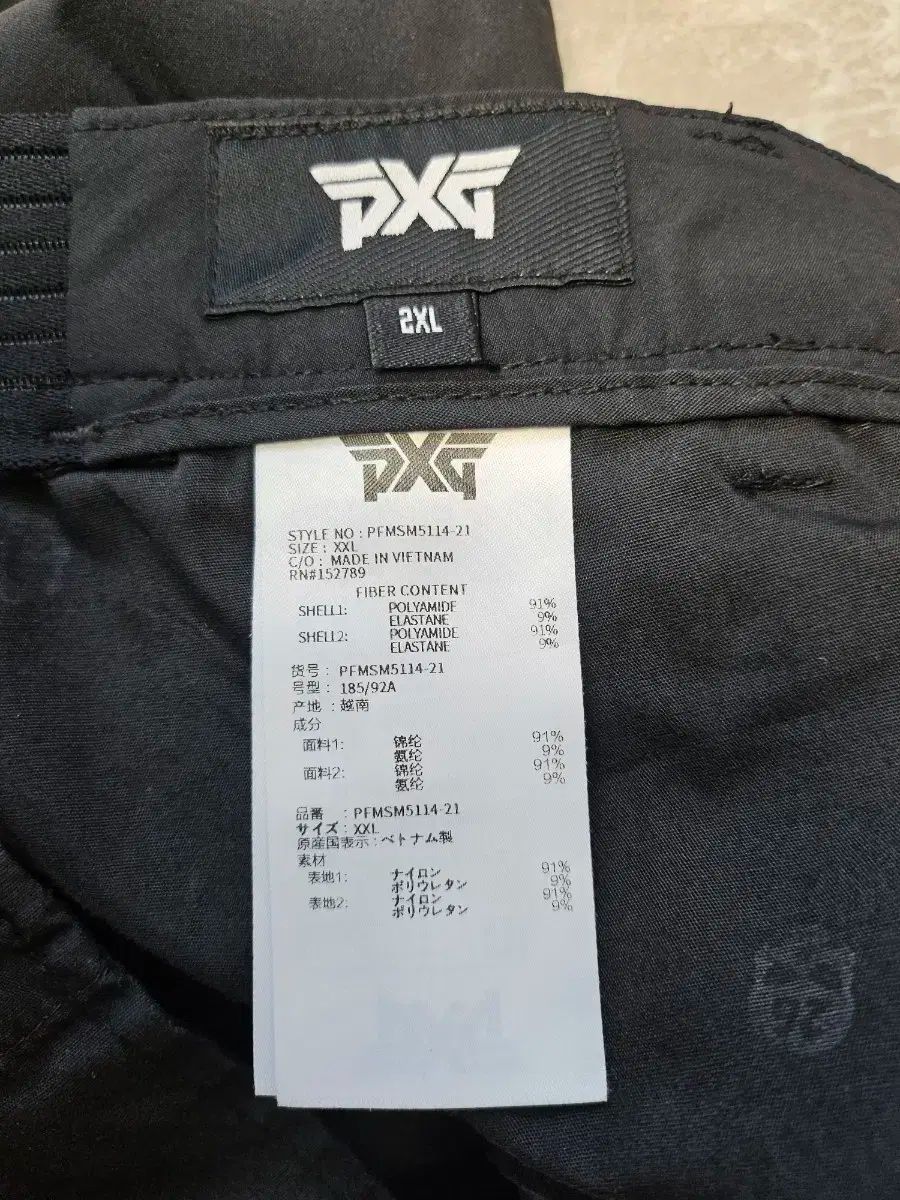 PXG
2XL
PXG
STYLE NO : PFMSM5114-21
SIZE : XXL
C/O : MADE IN VIETNAM
RN#152789
FIBER CONTENT
SHELL1: POLYAMIDE 91%
ELASTANE 9%
SHELL2: POLYAMIDE 91%
ELASTANE 9%
货号 : PFMSM5114-21
号型 : 185/92A
产地 : 越南
成分
面料1: 锦纶 91%
氨纶 9%
面料2: 锦纶 91%
氨纶 9%
品番 : PFMSM5114-21
サイズ : XXL
原産国表示 : ベトナム製
素材
表地1: ナイロン 91%
ポリウレタン 9%
表地2: ナイロン 91%
ポリウレタン 9%